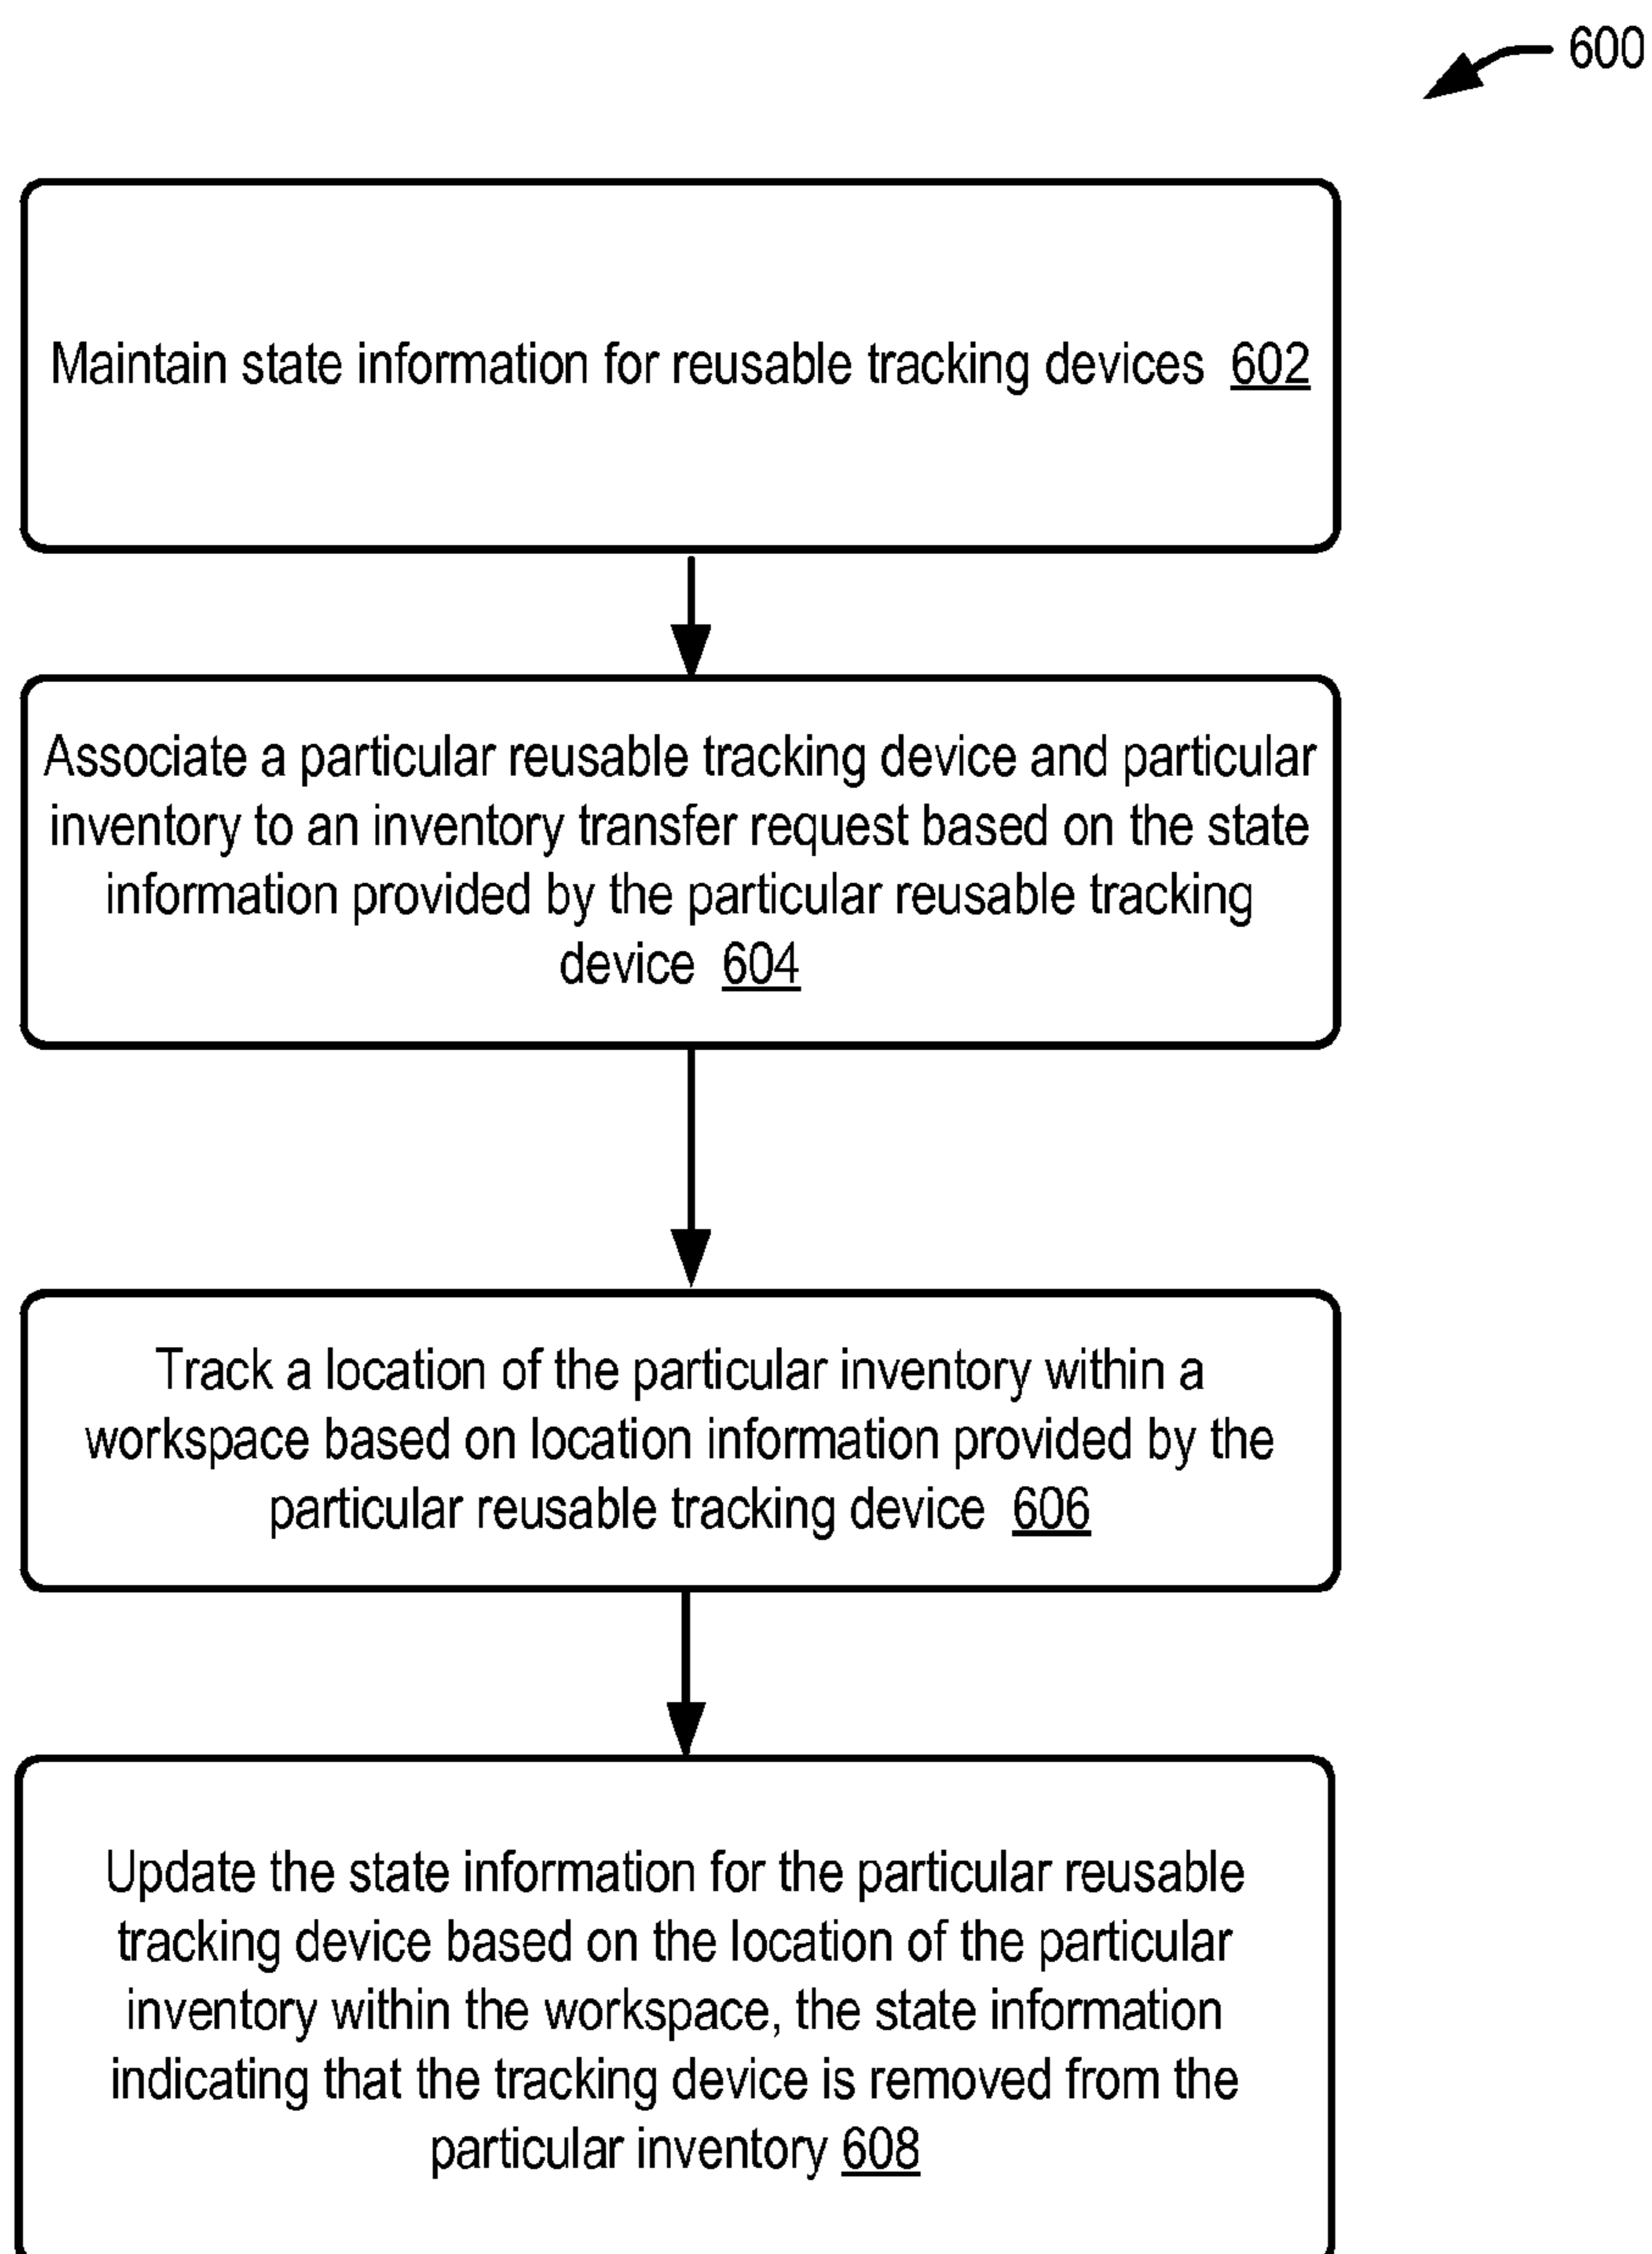 600
Maintain state information for reusable tracking devices 602
Associate a particular reusable tracking device and particular
inventory to an inventory transfer request based on the state
information provided by the particular reusable tracking
device 604
Track a location of the particular inventory within a
workspace based on location information provided by the
particular reusable tracking device 606
Update the state information for the particular reusable
tracking device based on the location of the particular
inventory within the workspace, the state information
indicating that the tracking device is removed from the
particular inventory 608